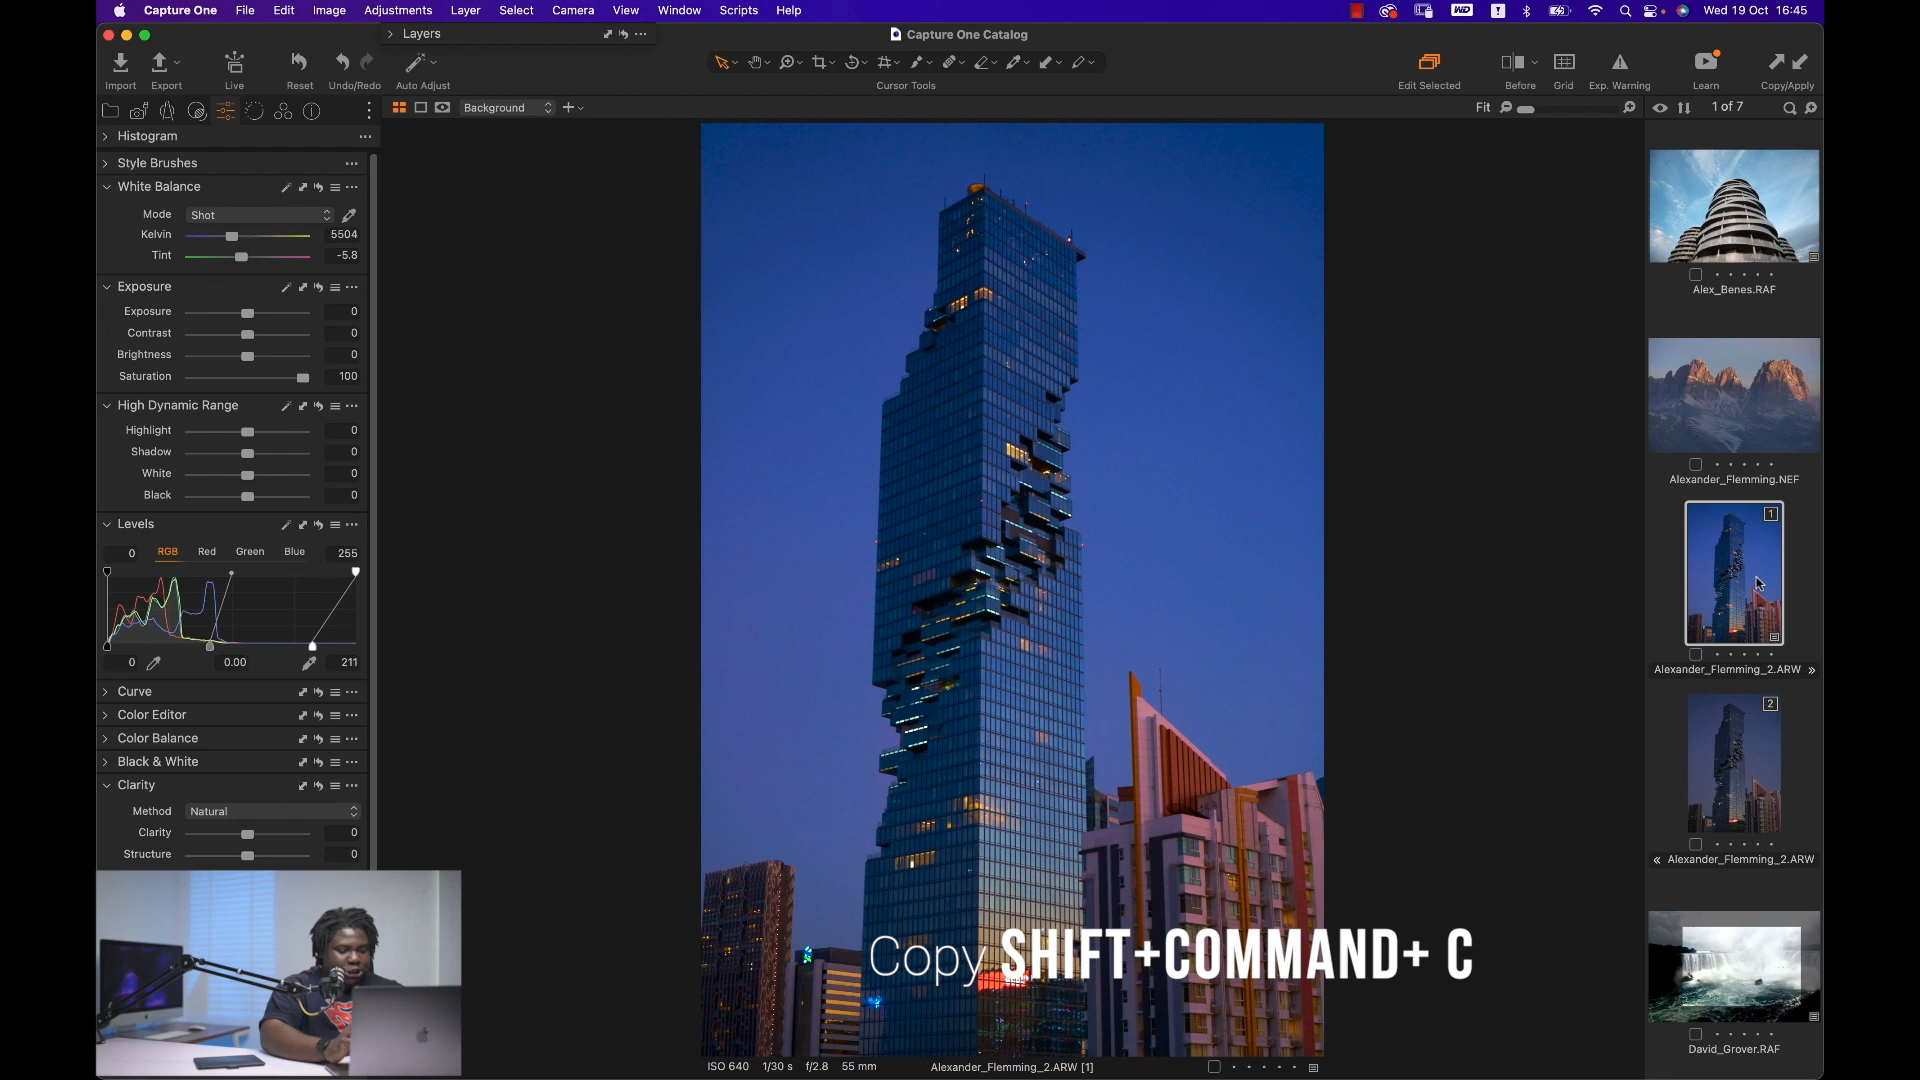 Capture One File Edit Image Adjustments Layer Select Camera View Window Scripts Help
WD
Wed 19 Oct 16:45
Layers
Capture One Catalog
Import Export Live Reset Undo/Redo Auto Adjust
Cursor Tools
Edit Selected Before Grid Exp. Warning Learn Copy/Apply
Background
Fit
1 of 7
Histogram
Style Brushes
White Balance
Mode Shot
Kelvin 5504
Tint -5.8
Exposure
Exposure 0
Contrast 0
Brightness 0
Saturation 100
High Dynamic Range
Highlight 0
Shadow 0
White 0
Black 0
Levels
0 RGB Red Green Blue 255
0 0.00 211
Curve
Color Editor
Color Balance
Black & White
Clarity
Method Natural
Clarity 0
Structure 0
Alex_Benes.RAF
Alexander_Flemming.NEF
1
Alexander_Flemming_2.ARW »
2
« Alexander_Flemming_2.ARW
David_Grover.RAF
Copy SHIFT+COMMAND+ C
ISO 640 1/30 s f/2.8 55 mm
Alexander_Flemming_2.ARW [1]